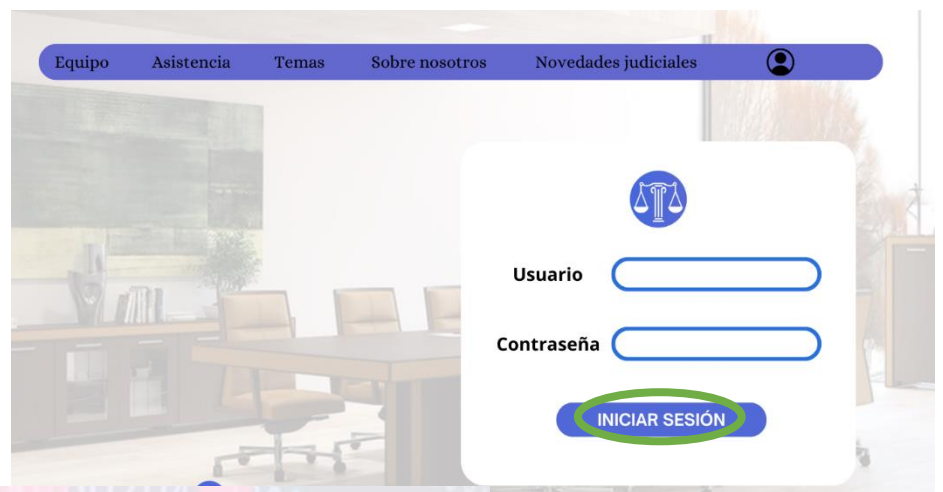 Equipo Asistencia Temas Sobre nosotros Novedades judiciales
Usuario
Contraseña
INICIAR SESIÓN